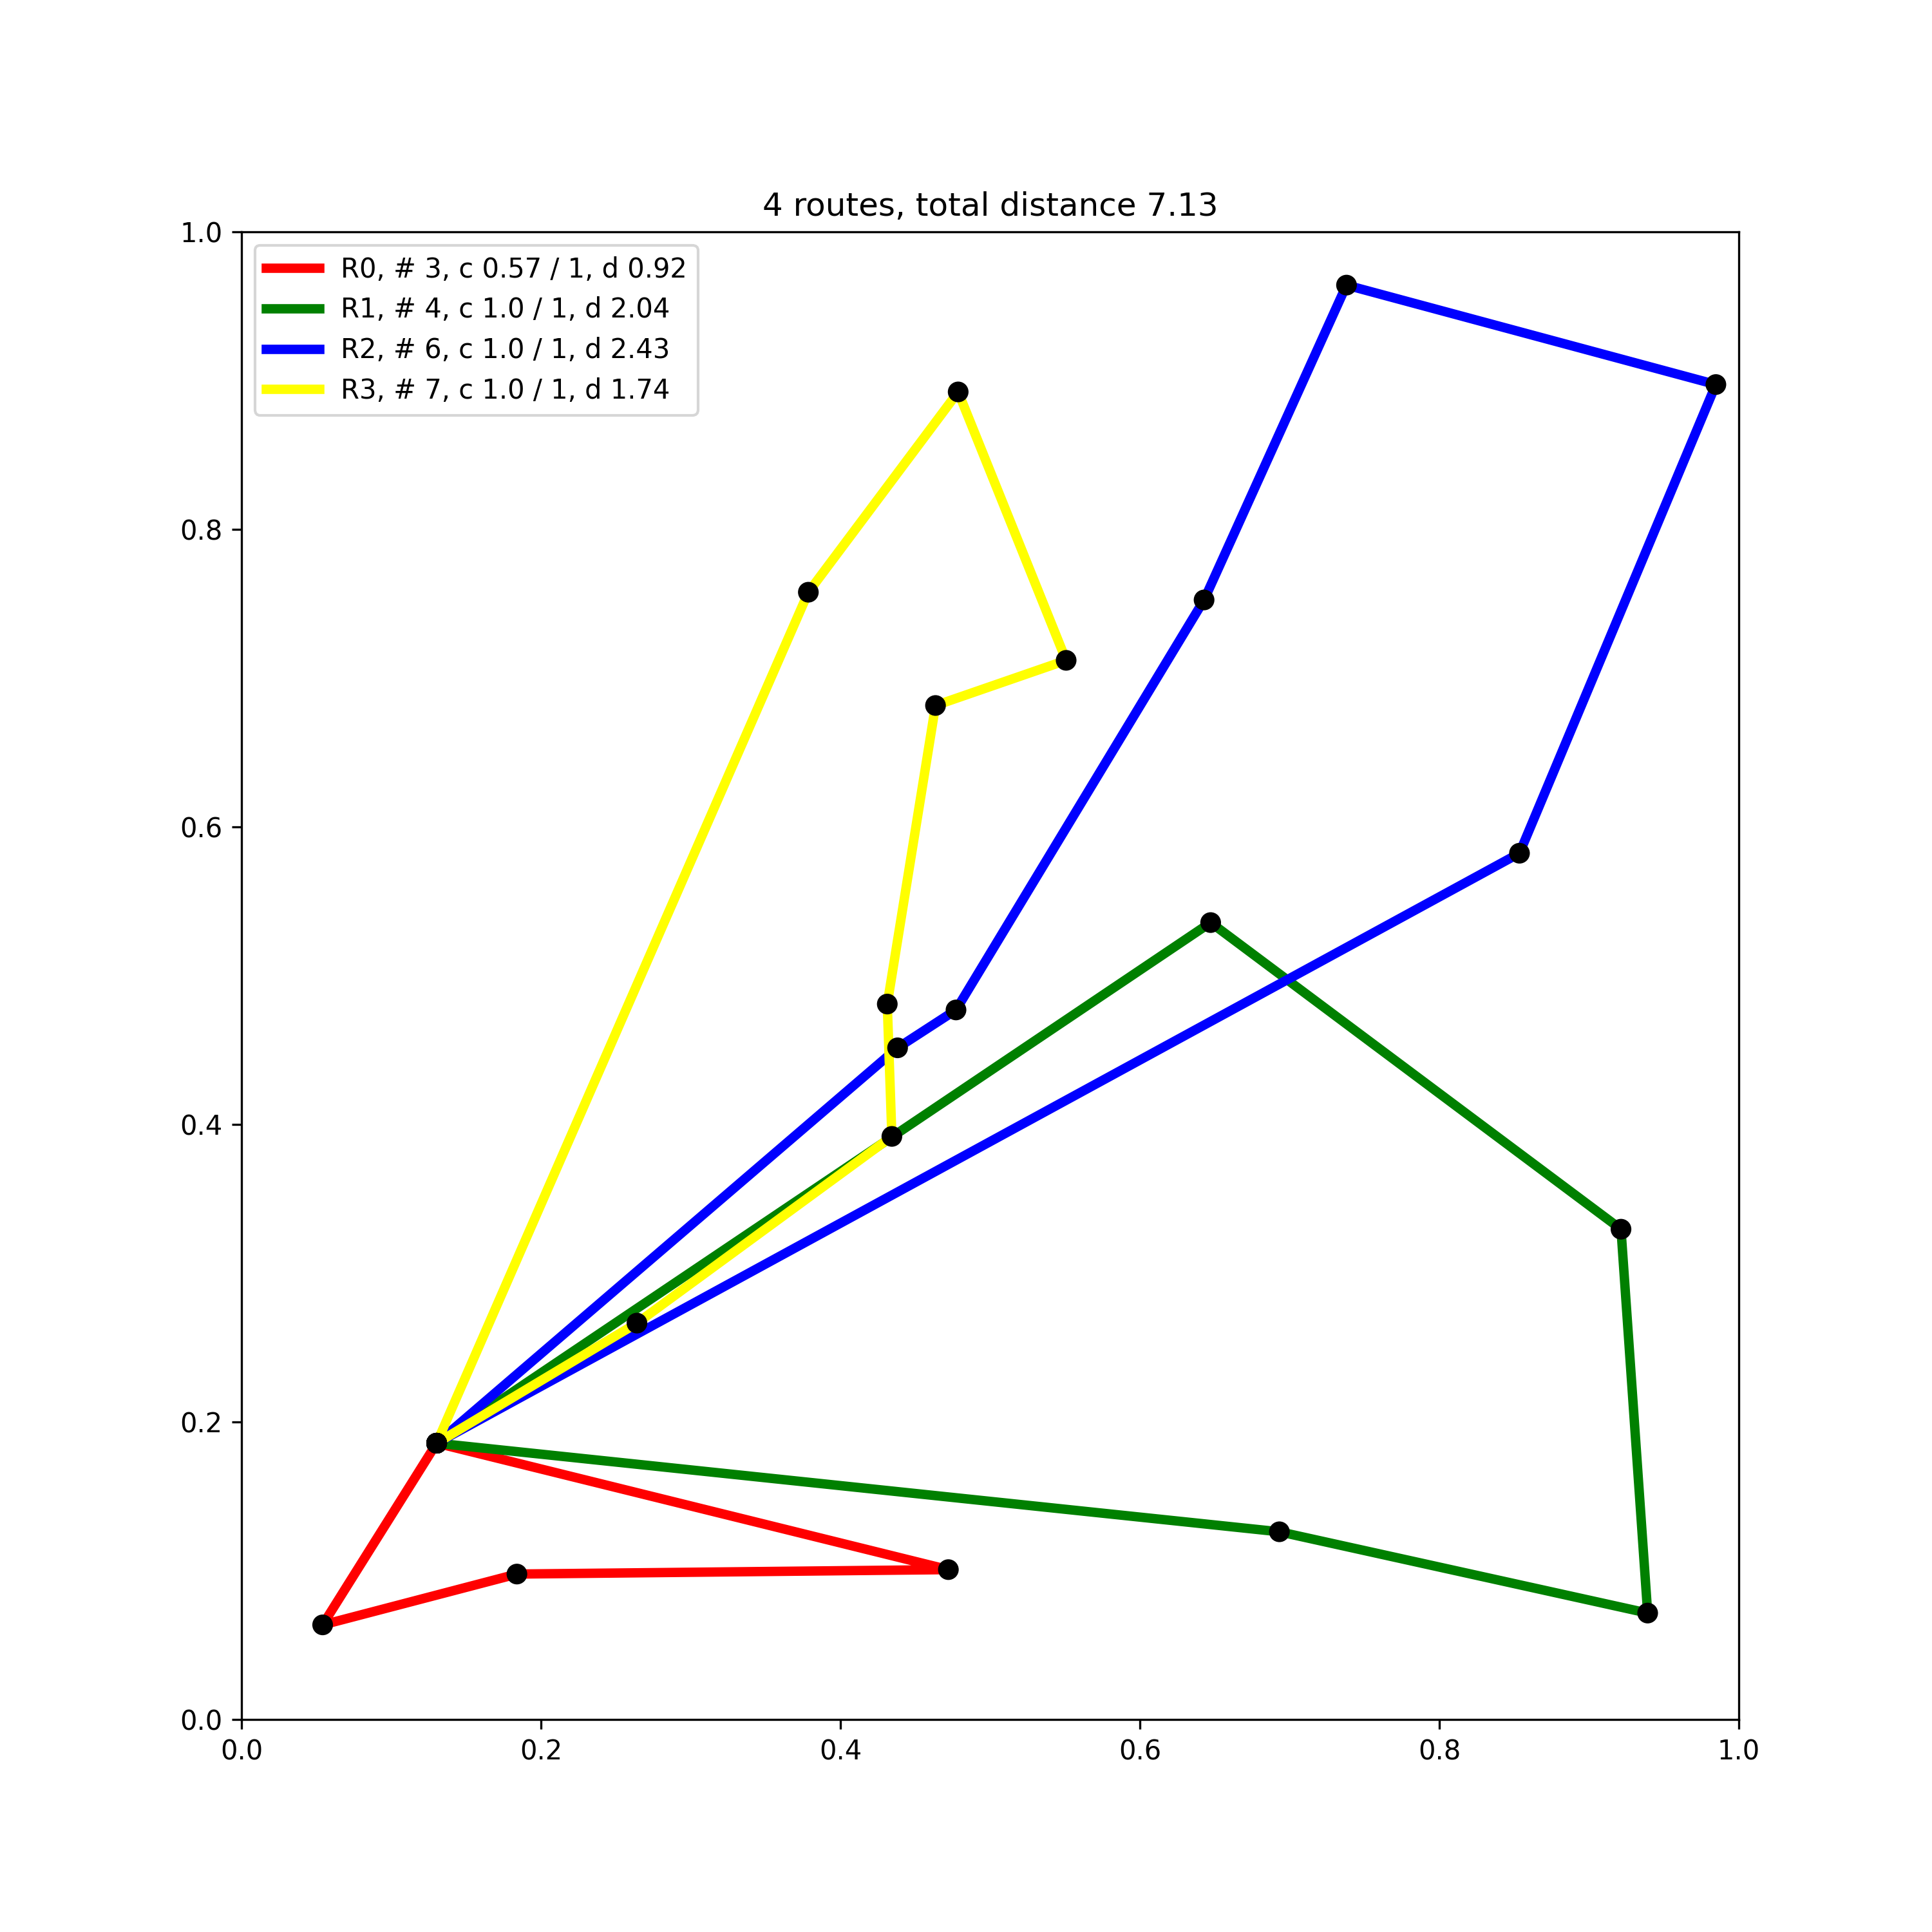 4 routes, total distance 7.13
1.0
R0, # 3, c 0.57 / 1, d 0.92
R1, # 4, c 1.0 / 1, d 2.04
R2, # 6, c 1.0 / 1, d 2.43
R3, # 7, c 1.0 / 1, d 1.74
0.8
0.6
0.4
0.2
0.0
0.0 0.2 0.4 0.6 0.8 1.0